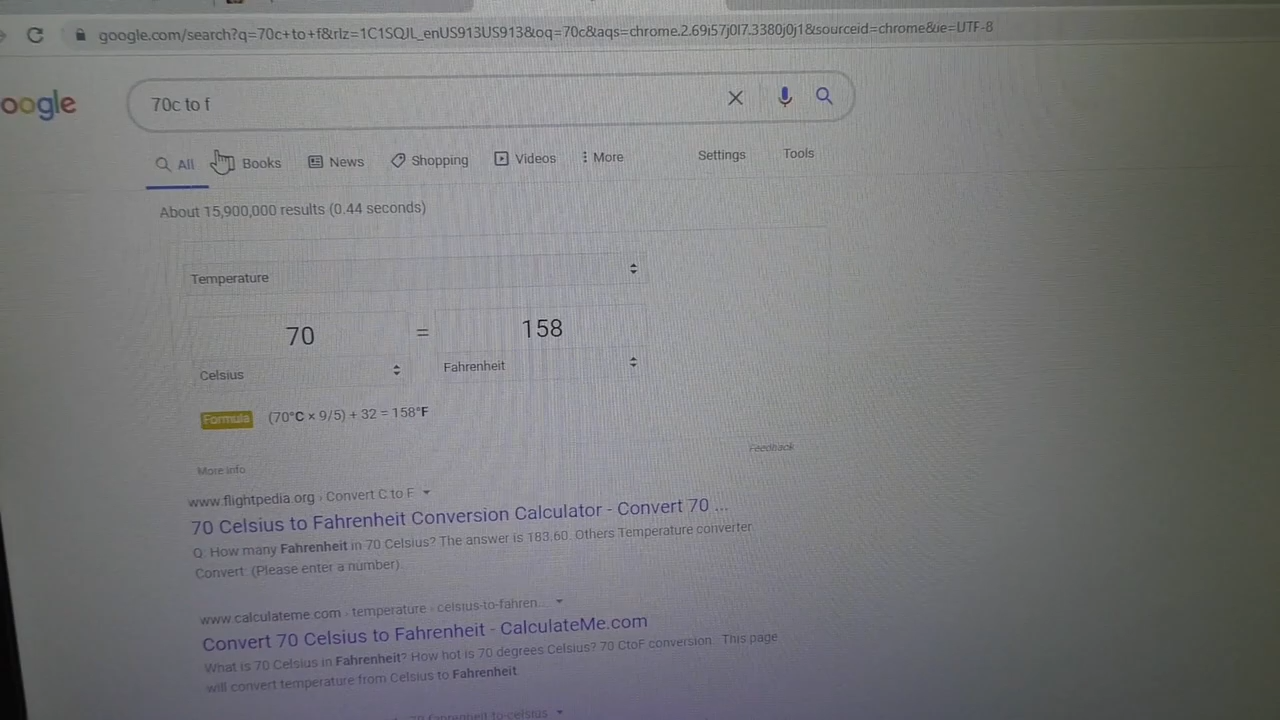 google.com/search?q=70c+to+f&rlz=1C1SQJL_enUS913US913&oq=70c&aqs=chrome.2.69i57j0l7.3380j0j1&sourceid=chrome&ie=UTF-8
oogle
70c to f
All Books News Shopping Videos More Settings Tools
About 15,900,000 results (0.44 seconds)
Temperature
70 = 158
Celsius Fahrenheit
Formula (70°C x 9/5) + 32 = 158°F
Feedback
More info
www.flightpedia.org › Convert C to F
70 Celsius to Fahrenheit Conversion Calculator - Convert 70 ...
Q: How many Fahrenheit in 70 Celsius? The answer is 183.60. Others Temperature converter.
Convert: (Please enter a number).
www.calculateme.com › temperature › celsius-to-fahren...
Convert 70 Celsius to Fahrenheit - CalculateMe.com
What is 70 Celsius in Fahrenheit? How hot is 70 degrees Celsius? 70 C to F conversion. This page
will convert temperature from Celsius to Fahrenheit
fahrenheit-to-celsius